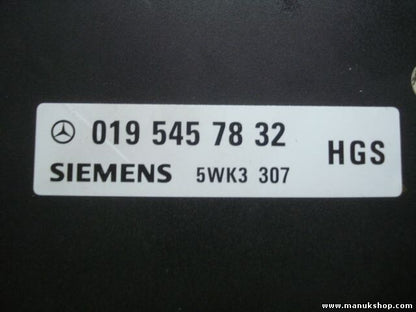 019 545 78 32
HGS
SIEMENS 5WK3 307
www.manukshop.com